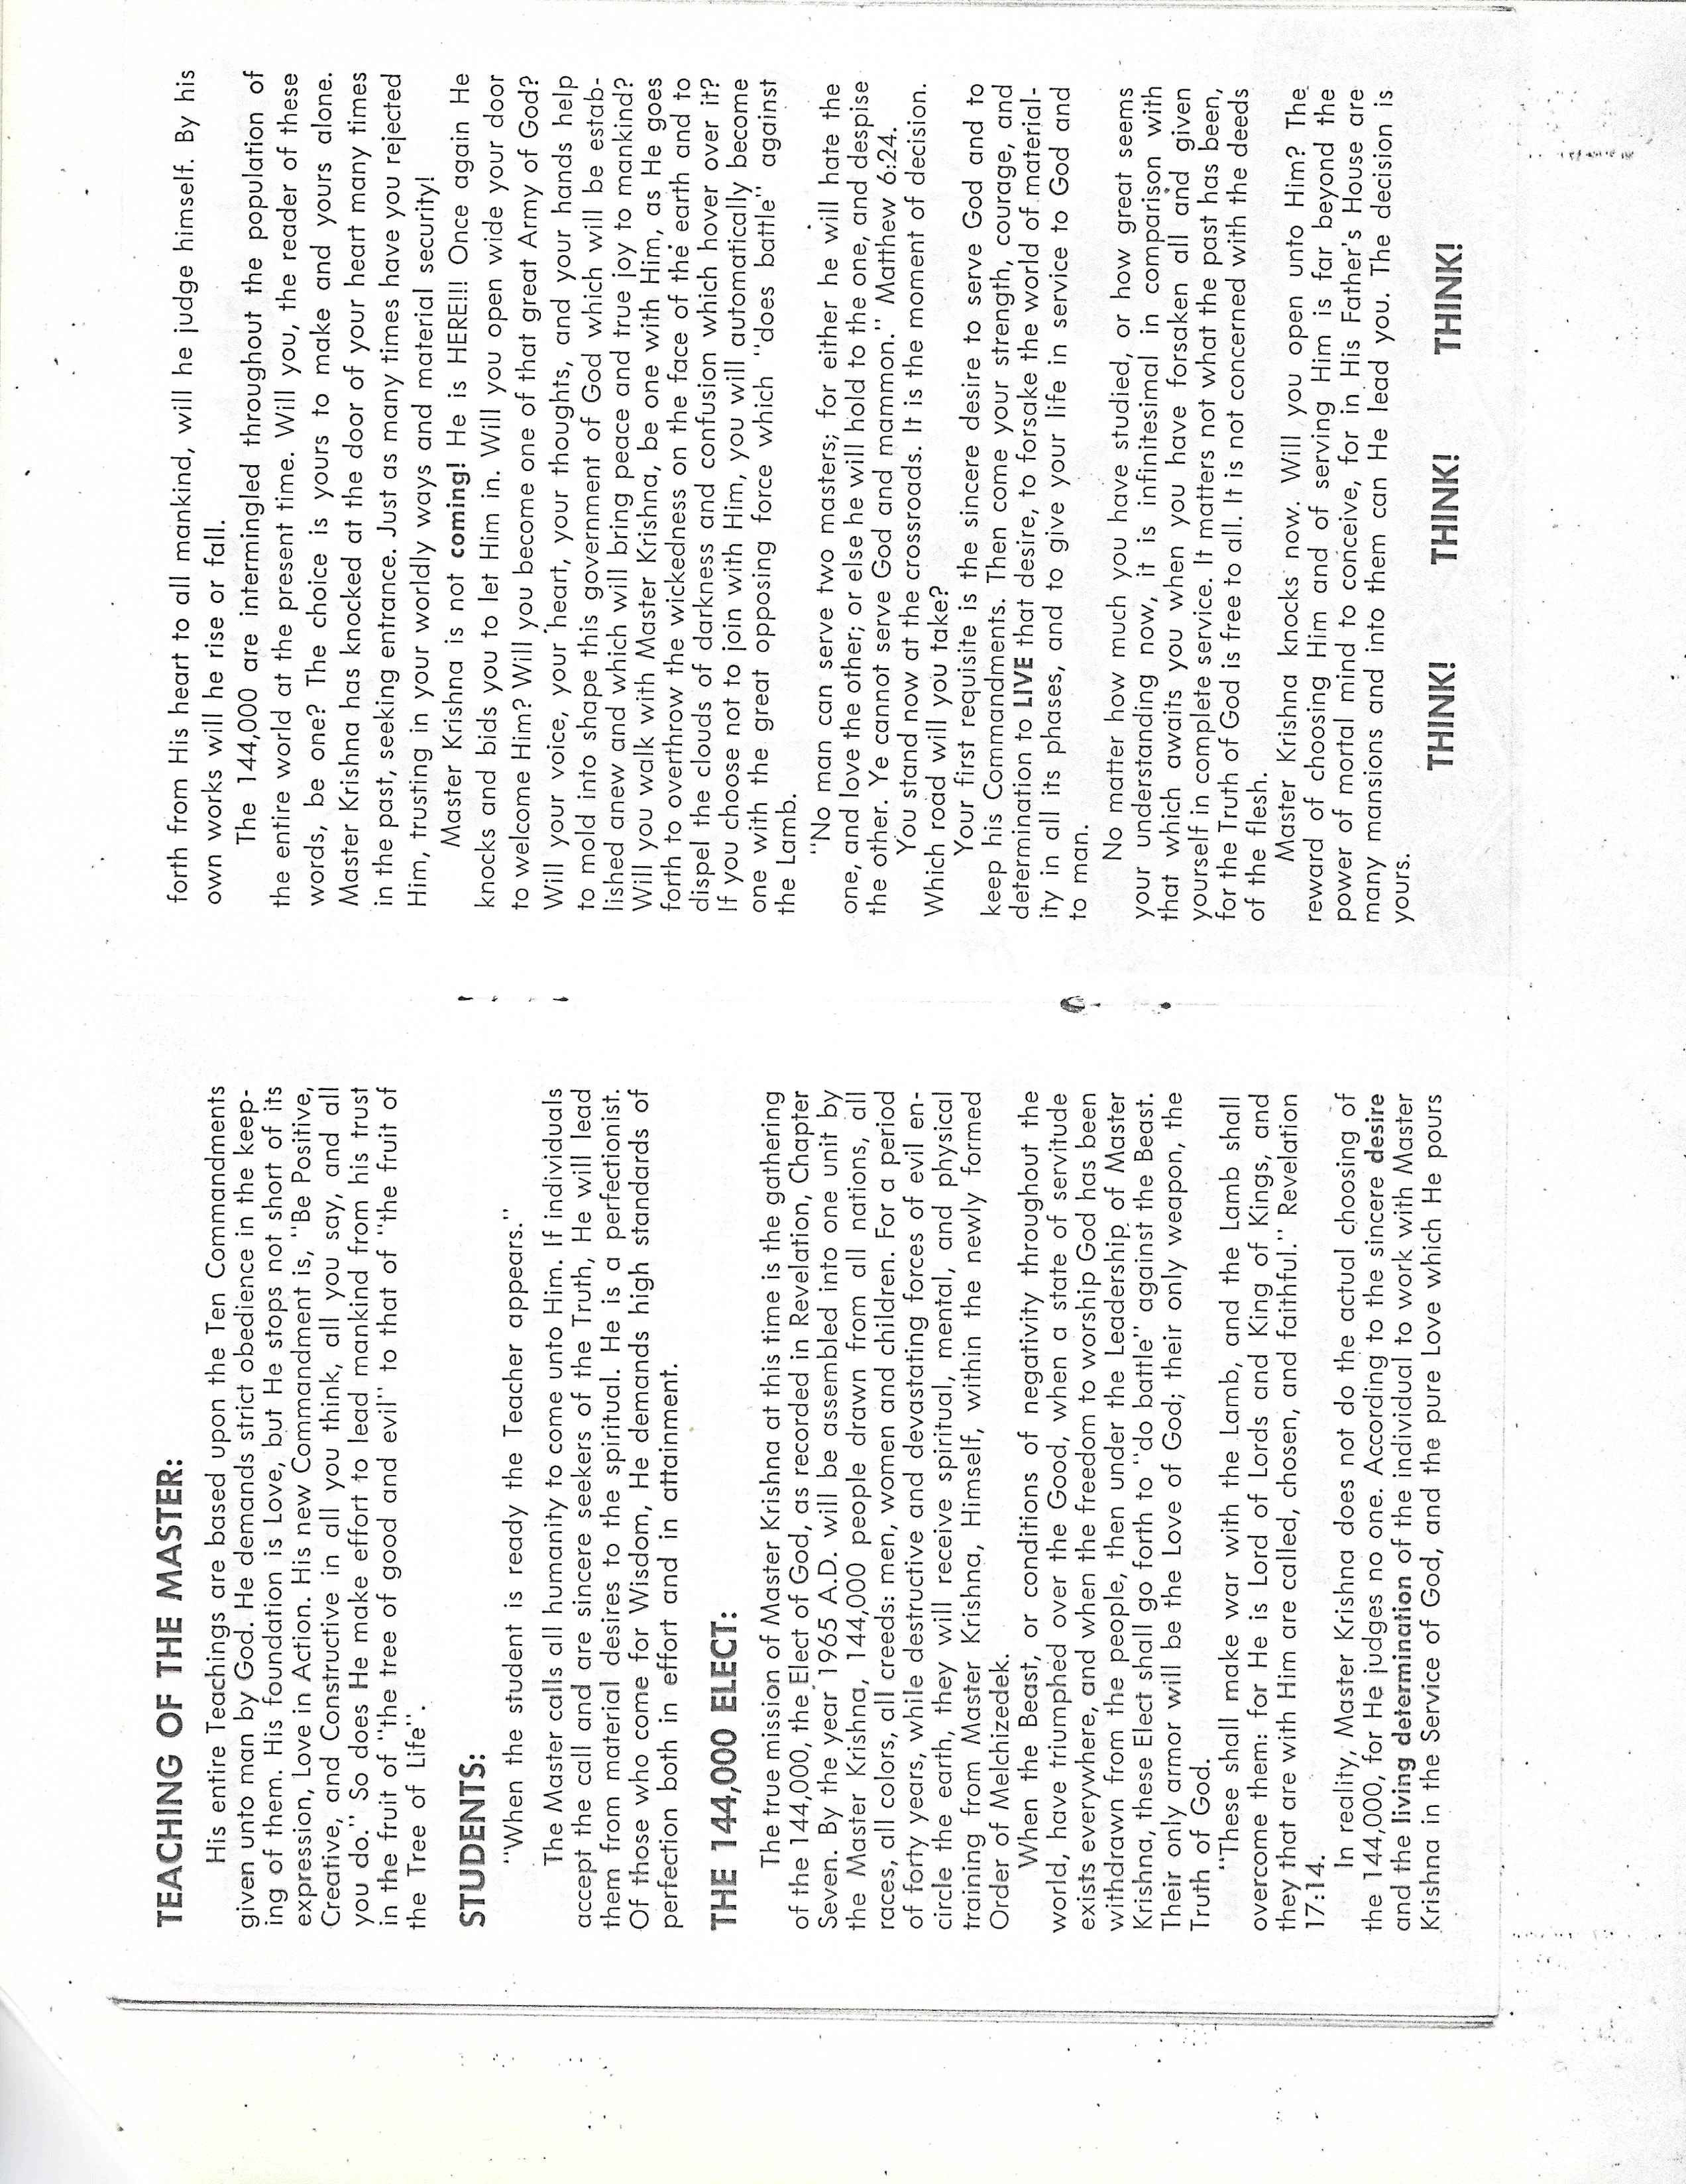 TEACHING OF THE MASTER:
His entire Teachings are based upon the Ten Commandments
given unto man by God. He demands strict obedience in the keep-
ing of them. His foundation is Love, but He stops not short of its
expression, Love in Action. His new Commandment is, "Be Positive,
Creative, and Constructive in all you think, all you say, and all
you do." So does He make effort to lead mankind from his trust
in the fruit of "the tree of good and evil" to that of "the fruit of
the Tree of Life".
STUDENTS:
"When the student is ready the Teacher appears."
The Master calls all humanity to come unto Him. If individuals
accept the call and are sincere seekers of the Truth, He will lead
them from material desires to the spiritual. He is a perfectionist.
Of those who come for Wisdom, He demands high standards of
perfection both in effort and in attainment.
THE 144,000 ELECT:
The true mission of Master Krishna at this time is the gathering
of the 144,000, the Elect of God, as recorded in Revelation, Chapter
Seven. By the year 1965 A.D. will be assembled into one unit by
the Master Krishna, 144,000 people drawn from all nations, all
races, all colors, all creeds: men, women and children. For a period
of forty years, while destructive and devastating forces of evil en-
circle the earth, they will receive spiritual, mental, and physical
training from Master Krishna, Himself, within the newly formed
Order of Melchizedek.
When the Beast, or conditions of negativity throughout the
world, have triumphed over the Good, when a state of servitude
exists everywhere, and when the freedom to worship God has been
withdrawn from the people, then under the Leadership of Master
Krishna, these Elect shall go forth to "do battle" against the Beast.
Their only armor will be the Love of God; their only weapon, the
Truth of God.
"These shall make war with the Lamb, and the Lamb shall
overcome them: for He is Lord of Lords and King of Kings, and
they that are with Him are called, chosen, and faithful." Revelation
17:14.
In reality, Master Krishna does not do the actual choosing of
the 144,000, for He judges no one. According to the sincere desire
and the living determination of the individual to work with Master
Krishna in the Service of God, and the pure Love which He pours
forth from His heart to all mankind, will he judge himself. By his
own works will he rise or fall.
The 144,000 are intermingled throughout the population of
the entire world at the present time. Will you, the reader of these
words, be one? The choice is yours to make and yours alone.
Master Krishna has knocked at the door of your heart many times
in the past, seeking entrance. Just as many times have you rejected
Him, trusting in your worldly ways and material security!
Master Krishna is not coming! He is HERE!!! Once again He
knocks and bids you to let Him in. Will you open wide your door
to welcome Him? Will you become one of that great Army of God?
Will your voice, your heart, your thoughts, and your hands help
to mold into shape this government of God which will be estab-
lished anew and which will bring peace and true joy to mankind?
Will you walk with Master Krishna, be one with Him, as He goes
forth to overthrow the wickedness on the face of the earth and to
dispel the clouds of darkness and confusion which hover over it?
If you choose not to join with Him, you will automatically become
one with the great opposing force which "does battle" against
the Lamb.
"No man can serve two masters; for either he will hate the
one, and love the other; or else he will hold to the one, and despise
the other. Ye cannot serve God and mammon." Matthew 6:24.
You stand now at the crossroads. It is the moment of decision.
Which road will you take?
Your first requisite is the sincere desire to serve God and to
keep his Commandments. Then come your strength, courage, and
determination to LIVE that desire, to forsake the world of material-
ity in all its phases, and to give your life in service to God and
to man.
No matter how much you have studied, or how great seems
your understanding now, it is infinitesimal in comparison with
that which awaits you when you have forsaken all and given
yourself in complete service. It matters not what the past has been,
for the Truth of God is free to all. It is not concerned with the deeds
of the flesh.
Master Krishna knocks now. Will you open unto Him? The
reward of choosing Him and of serving Him is far beyond the
power of mortal mind to conceive, for in His Father's House are
many mansions and into them can He lead you. The decision is
yours.
THINK! THINK! THINK!